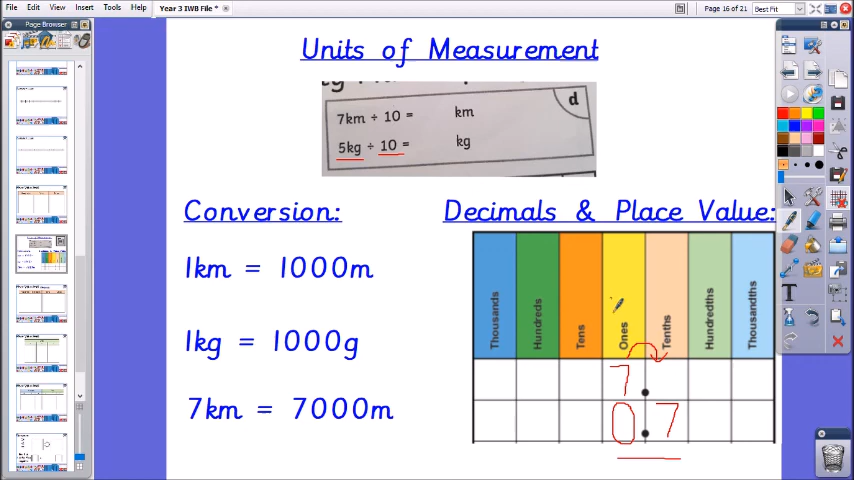 File Edit View Insert Tools Help
Year 3 IWB File *
Page 16 of 21
Best Fit
Page Browser
Units of Measurement
d
7km ÷ 10 = km
5kg ÷ 10 = kg
Conversion:
Decimals & Place Value:
1km = 1000m
1kg = 1000g
7km = 7000m
Thousands
Hundreds
Tens
Ones
Tenths
Hundredths
Thousandths
7 .
0 . 7
T